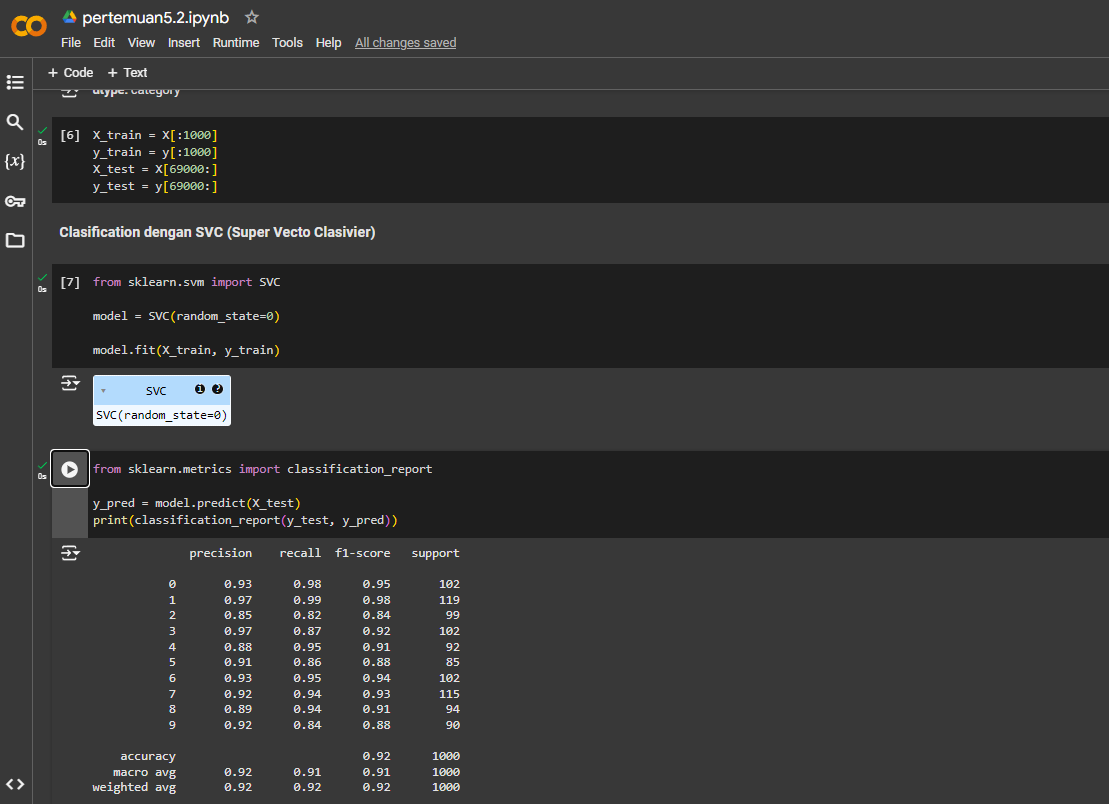 pertemuan5.2.ipynb
File Edit View Insert Runtime Tools Help All changes saved
+ Code + Text
dtype: category
0s
[6] X_train = X[:1000]
y_train = y[:1000]
X_test = X[69000:]
y_test = y[69000:]
Clasification dengan SVC (Super Vecto Clasivier)
0s
[7] from sklearn.svm import SVC
model = SVC(random_state=0)
model.fit(X_train, y_train)
SVC
SVC(random_state=0)
0s
from sklearn.metrics import classification_report
y_pred = model.predict(X_test)
print(classification_report(y_test, y_pred))
precision recall f1-score support
0 0.93 0.98 0.95 102
1 0.97 0.99 0.98 119
2 0.85 0.82 0.84 99
3 0.97 0.87 0.92 102
4 0.88 0.95 0.91 92
5 0.91 0.86 0.88 85
6 0.93 0.95 0.94 102
7 0.92 0.94 0.93 115
8 0.89 0.94 0.91 94
9 0.92 0.84 0.88 90
accuracy 0.92 1000
macro avg 0.92 0.91 0.91 1000
weighted avg 0.92 0.92 0.92 1000